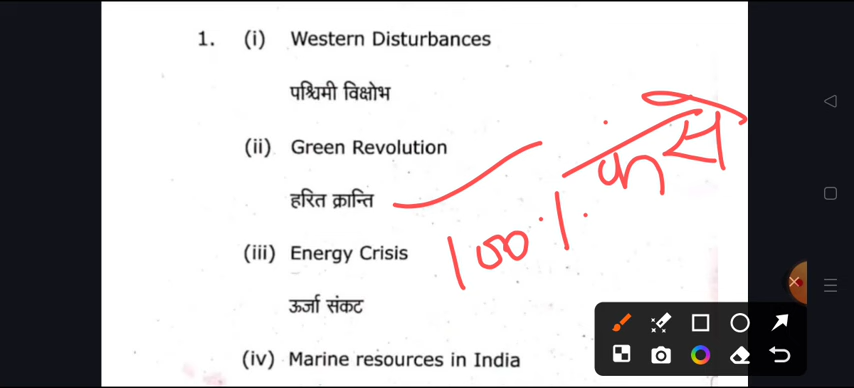 1. (i) Western Disturbances
पश्चिमी विक्षोभ
(ii) Green Revolution
हरित क्रान्ति
100%
(iii) Energy Crisis
ऊर्जा संकट
(iv) Marine resources in India